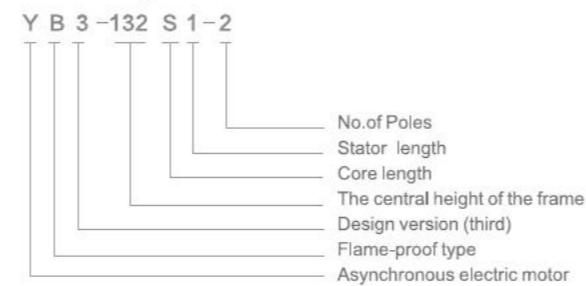 Y B 3 -132 S 1 - 2
No.of Poles
Stator length
Core length
The central height of the frame
Design version (third)
Flame-proof type
Asynchronous electric motor